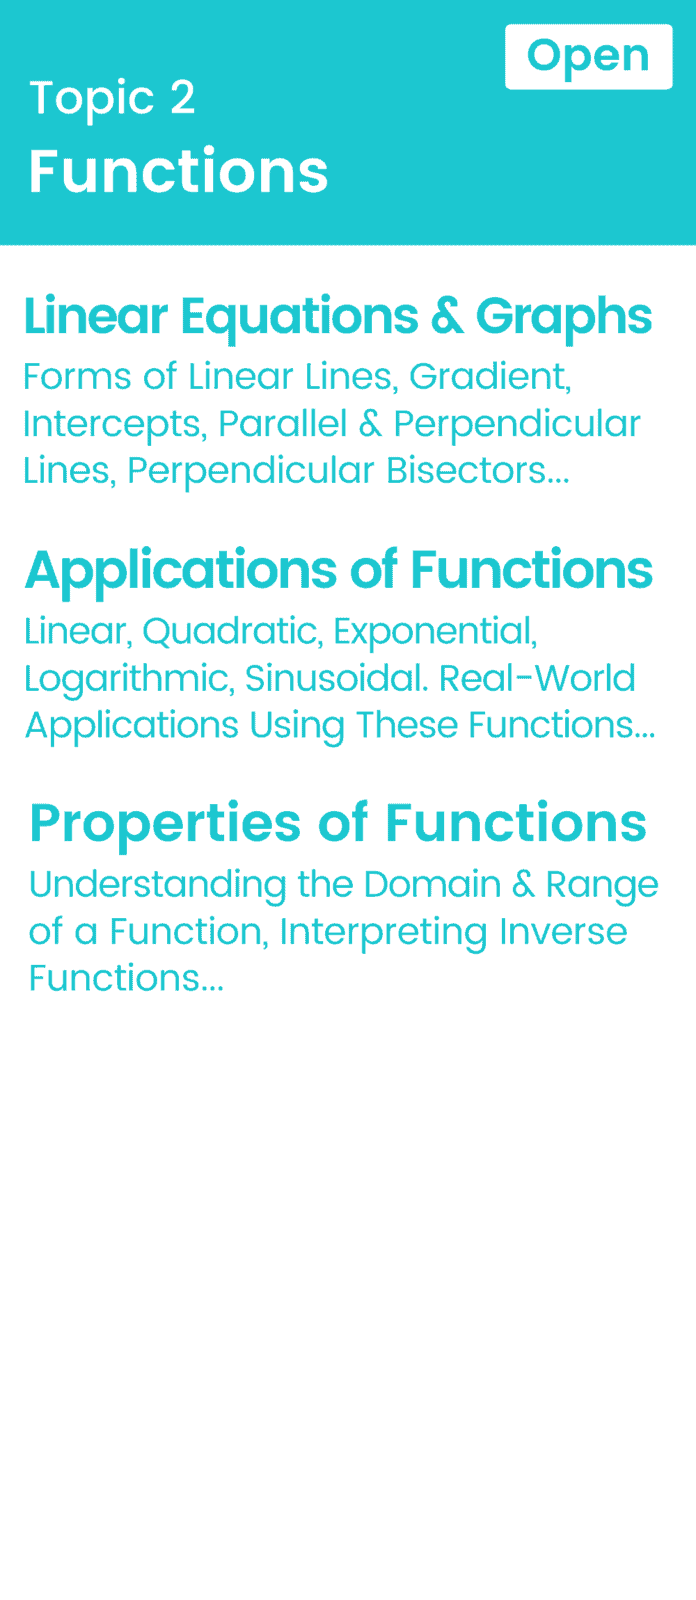 Open
Topic 2
Functions
Linear Equations & Graphs
Forms of Linear Lines, Gradient,
Intercepts, Parallel & Perpendicular
Lines, Perpendicular Bisectors...
Applications of Functions
Linear, Quadratic, Exponential,
Logarithmic, Sinusoidal. Real-World
Applications Using These Functions...
Properties of Functions
Understanding the Domain & Range
of a Function, Interpreting Inverse
Functions...